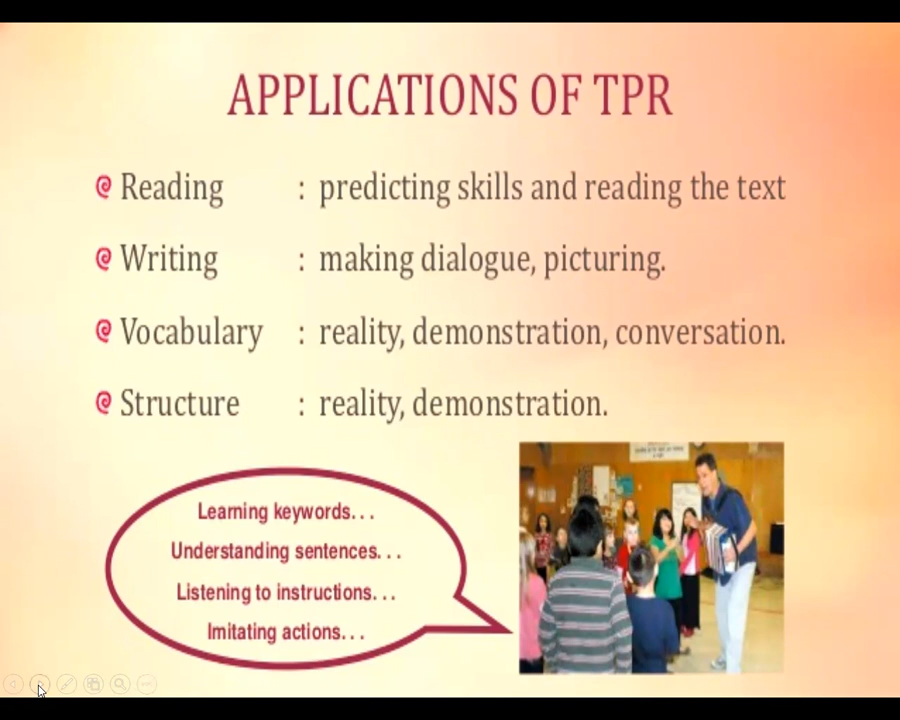 APPLICATIONS OF TPR
Reading : predicting skills and reading the text
Writing : making dialogue, picturing.
Vocabulary : reality, demonstration, conversation.
Structure : reality, demonstration.
Learning keywords...
Understanding sentences...
Listening to instructions...
Imitating actions...